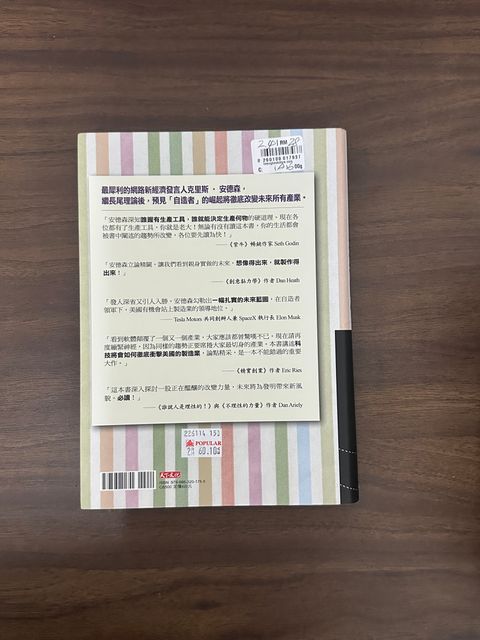 最犀利的網路新經濟發言人克里斯．安德森，
繼長尾理論後，預見「自造者」的崛起將徹底改變未來所有產業。
「安德森深知誰握有生產工具，誰就能決定生產何物的硬道理。現在各
位都有了生產工具，你就是老大！無論有沒有讀這本書，你的生活都會
被書中闡述的趨勢所改變。各位要先讀為快！」
——《紫牛》暢銷作家 Seth Godin
「安德森立論精闢，讓我們看到親身實做的未來。想像得出來，就製作得
出來！」
——《創意黏力學》作者 Dan Heath
「發人深省又引人入勝。安德森勾勒出一幅扎實的未來藍圖，在自造者
領軍下，美國有機會站上製造業的領導地位。」
——Tesla Motors 共同創辦人兼 SpaceX 執行長 Elon Musk
「看到軟體顛覆了一個又一個產業，大家應該都曾驚嘆不已，現在請再
度繃緊神經，因為同樣的趨勢正要席捲大家最切身的產業。本書講述科
技將會如何徹底衝擊美國的製造業，論點精采，是一本不能錯過的重要
大作。」
——《精實創業》作者 Eric Ries
「這本書深入探討一股正在醞釀的改變力量，未來將為發明帶來新風
貌。必讀！」
——《誰說人是理性的！》與《不理性的力量》作者 Dan Ariely
226114 153
POPULAR